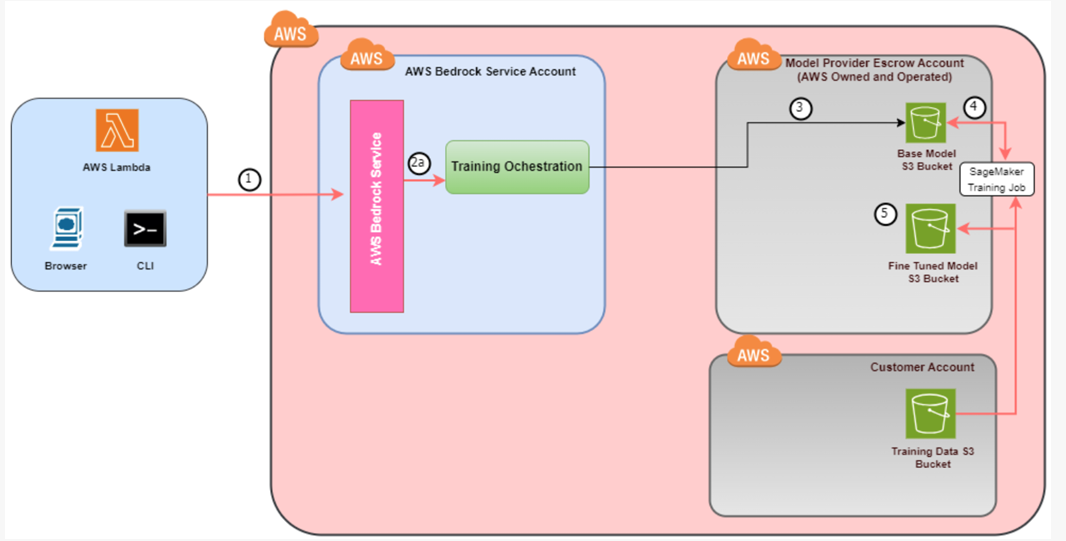 AWS
AWS
AWS Bedrock Service Account
AWS
Model Provider Escrow Account
(AWS Owned and Operated)
AWS Lambda
Browser
CLI
1
AWS Bedrock Service
2a
Training Ochestration
3
4
Base Model
S3 Bucket
SageMaker
Training Job
5
Fine Tuned Model
S3 Bucket
AWS
Customer Account
Training Data S3
Bucket